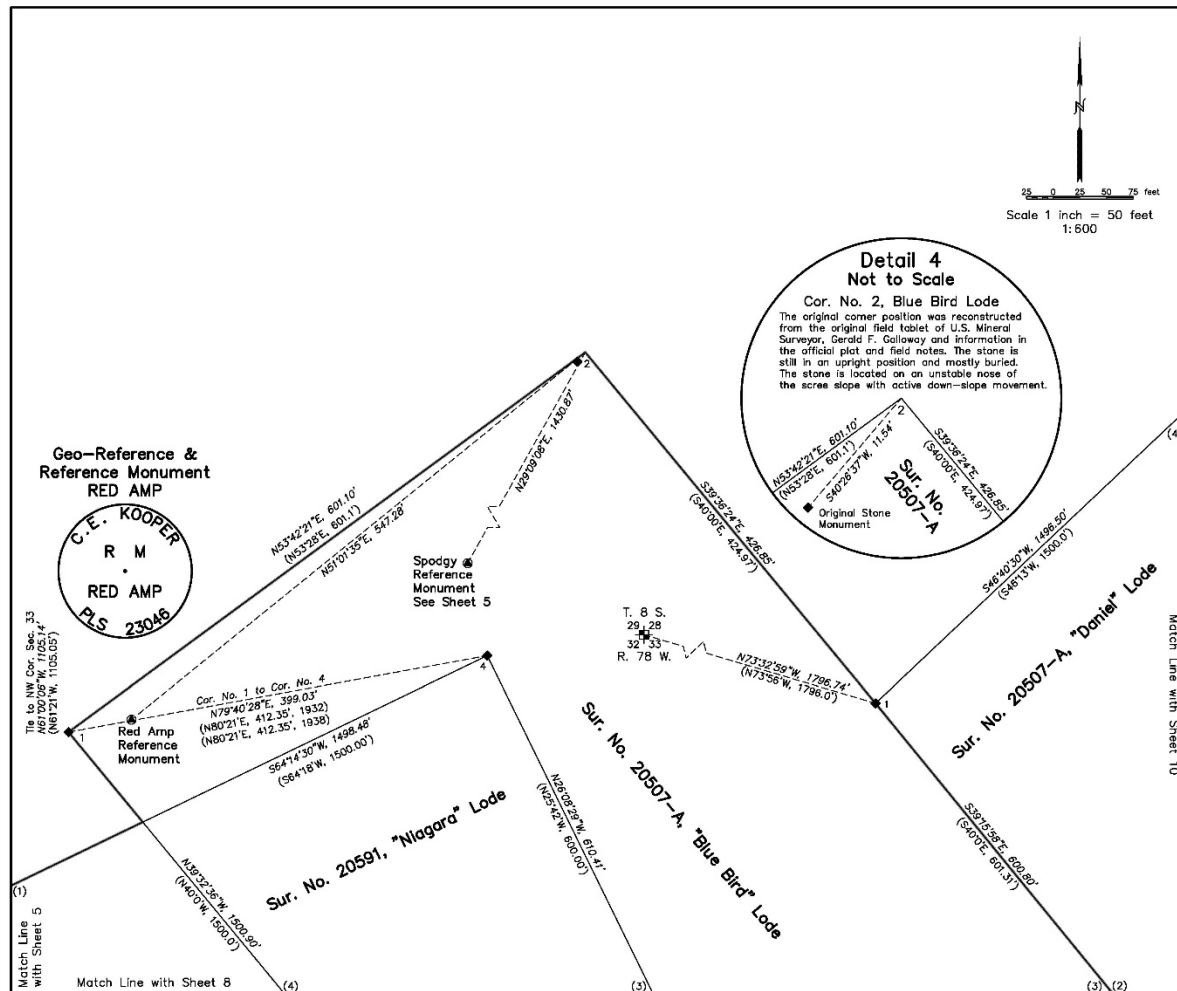 N
25 0 25 50 75 feet
Scale 1 inch = 50 feet
1:600
Detail 4
Not to Scale
Cor. No. 2, Blue Bird Lode
The original corner position was reconstructed
from the original field tablet of U.S. Mineral
Surveyor, Gerald F. Galloway and information in
the official plat and field notes. The stone is
still in an upright position and mostly buried.
The stone is located on an unstable nose of
the scree slope with active down-slope movement.
2
N53°42'21"E, 601.10'
(N53°28'E, 601.1')
S40°26'37"W, 11.54'
S39°36'24"E, 426.85'
(S40°00'E, 424.97')
Sur. No.
20507-A
Original Stone
Monument
Geo-Reference &
Reference Monument
RED AMP
C.E. KOOPER
R M
RED AMP
PLS 23046
2
N53°42'21"E, 601.10'
(N53°28'E, 601.1')
N51°01'35"E, 547.28'
N29°09'08"E, 1430.87'
S39°36'24"E, 426.85'
(S40°00'E, 424.97')
Spodgy
Reference
Monument
See Sheet 5
T. 8 S.
29 28
32 33
R. 78 W.
N73°32'59"W, 1796.74'
(N73°56'W, 1796.0')
1
(4)
S46°40'30"W, 1496.50'
(S46°13'W, 1500.0')
Sur. No. 20507-A, "Daniel" Lode
Match Line with Sheet 10
Tie to NW Cor. Sec. 33
N61°00'06"W, 1105.14'
(N61°21'W, 1105.05')
1
Red Amp
Reference
Monument
Cor. No. 1 to Cor. No. 4
N79°40'28"E, 399.03'
(N80°21'E, 412.35', 1932)
(N80°21'E, 412.35', 1938)
4
S64°14'30"W, 1498.48'
(S64°18'W, 1500.00')
Sur. No. 20591, "Niagara" Lode
N26°08'29"W, 610.41'
(N25°42'W, 600.00')
Sur. No. 20507-A, "Blue Bird" Lode
S39°15'58"E, 600.80'
(S40°0'E, 601.31')
N39°32'36"W, 1500.90'
(N40°0'W, 1500.0')
(1)
Match Line
with Sheet 5
Match Line with Sheet 8
(4)
(3)
(3)
(2)